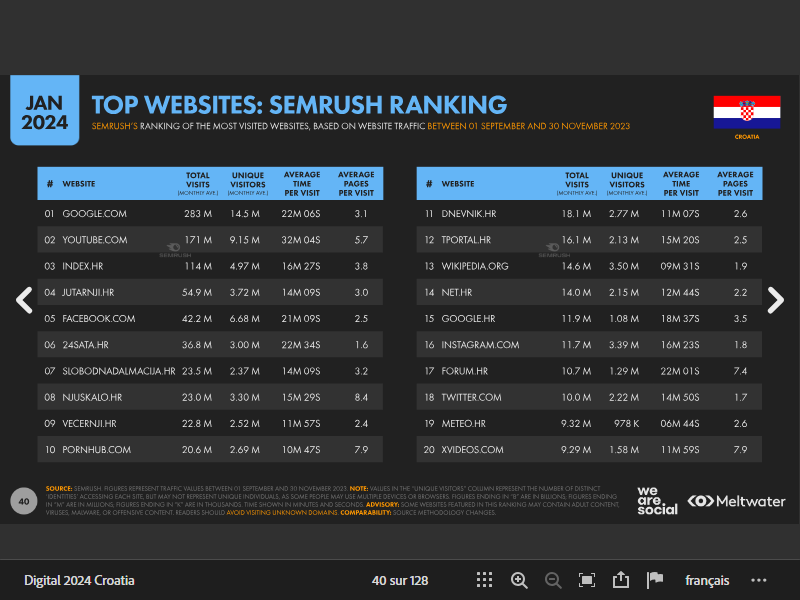 JAN
2024
TOP WEBSITES: SEMRUSH RANKING
SEMRUSH'S RANKING OF THE MOST VISITED WEBSITES, BASED ON WEBSITE TRAFFIC BETWEEN 01 SEPTEMBER AND 30 NOVEMBER 2023
CROATIA
# WEBSITE TOTAL VISITS (MONTHLY AVE.) UNIQUE VISITORS (MONTHLY AVE.) AVERAGE TIME PER VISIT AVERAGE PAGES PER VISIT
01 GOOGLE.COM 283 M 14.5 M 22M 06S 3.1
02 YOUTUBE.COM 171 M 9.15 M 32M 04S 5.7
SEMRUSH
03 INDEX.HR 114 M 4.97 M 16M 27S 3.8
04 JUTARNJI.HR 54.9 M 3.72 M 14M 09S 3.0
05 FACEBOOK.COM 42.2 M 6.68 M 21M 09S 2.5
06 24SATA.HR 36.8 M 3.00 M 22M 34S 1.6
07 SLOBODNADALMACIJA.HR 23.5 M 2.37 M 14M 09S 3.2
08 NJUSKALO.HR 23.0 M 3.30 M 15M 29S 8.4
09 VECERNJI.HR 22.8 M 2.52 M 11M 57S 2.4
10 PORNHUB.COM 20.6 M 2.69 M 10M 47S 7.9
# WEBSITE TOTAL VISITS (MONTHLY AVE.) UNIQUE VISITORS (MONTHLY AVE.) AVERAGE TIME PER VISIT AVERAGE PAGES PER VISIT
11 DNEVNIK.HR 18.1 M 2.77 M 11M 07S 2.6
12 TPORTAL.HR 16.1 M 2.13 M 15M 20S 2.5
SEMRUSH
13 WIKIPEDIA.ORG 14.6 M 3.50 M 09M 31S 1.9
14 NET.HR 14.0 M 2.15 M 12M 44S 2.2
15 GOOGLE.HR 11.9 M 1.08 M 18M 37S 3.5
16 INSTAGRAM.COM 11.7 M 3.39 M 16M 23S 1.8
17 FORUM.HR 10.7 M 1.29 M 22M 01S 7.4
18 TWITTER.COM 10.0 M 2.22 M 14M 50S 1.7
19 METEO.HR 9.32 M 978 K 06M 44S 2.6
20 XVIDEOS.COM 9.29 M 1.58 M 11M 59S 7.9
40
SOURCE: SEMRUSH. FIGURES REPRESENT TRAFFIC VALUES BETWEEN 01 SEPTEMBER AND 30 NOVEMBER 2023. NOTE: VALUES IN THE "UNIQUE VISITORS" COLUMN REPRESENT THE NUMBER OF DISTINCT
'IDENTITIES' ACCESSING EACH SITE, BUT MAY NOT REPRESENT UNIQUE INDIVIDUALS, AS SOME PEOPLE MAY USE MULTIPLE DEVICES OR BROWSERS. FIGURES ENDING IN "B" ARE IN BILLIONS, FIGURES ENDING
IN "M" ARE IN MILLIONS, FIGURES ENDING IN "K" ARE IN THOUSANDS. TIME SHOWN IN MINUTES AND SECONDS. ADVISORY: SOME WEBSITES FEATURED IN THIS RANKING MAY CONTAIN ADULT CONTENT,
VIRUSES, MALWARE, OR OFFENSIVE CONTENT. READERS SHOULD AVOID VISITING UNKNOWN DOMAINS. COMPARABILITY: SOURCE METHODOLOGY CHANGES.
we
are.
social
Meltwater
Digital 2024 Croatia
40 sur 128
français